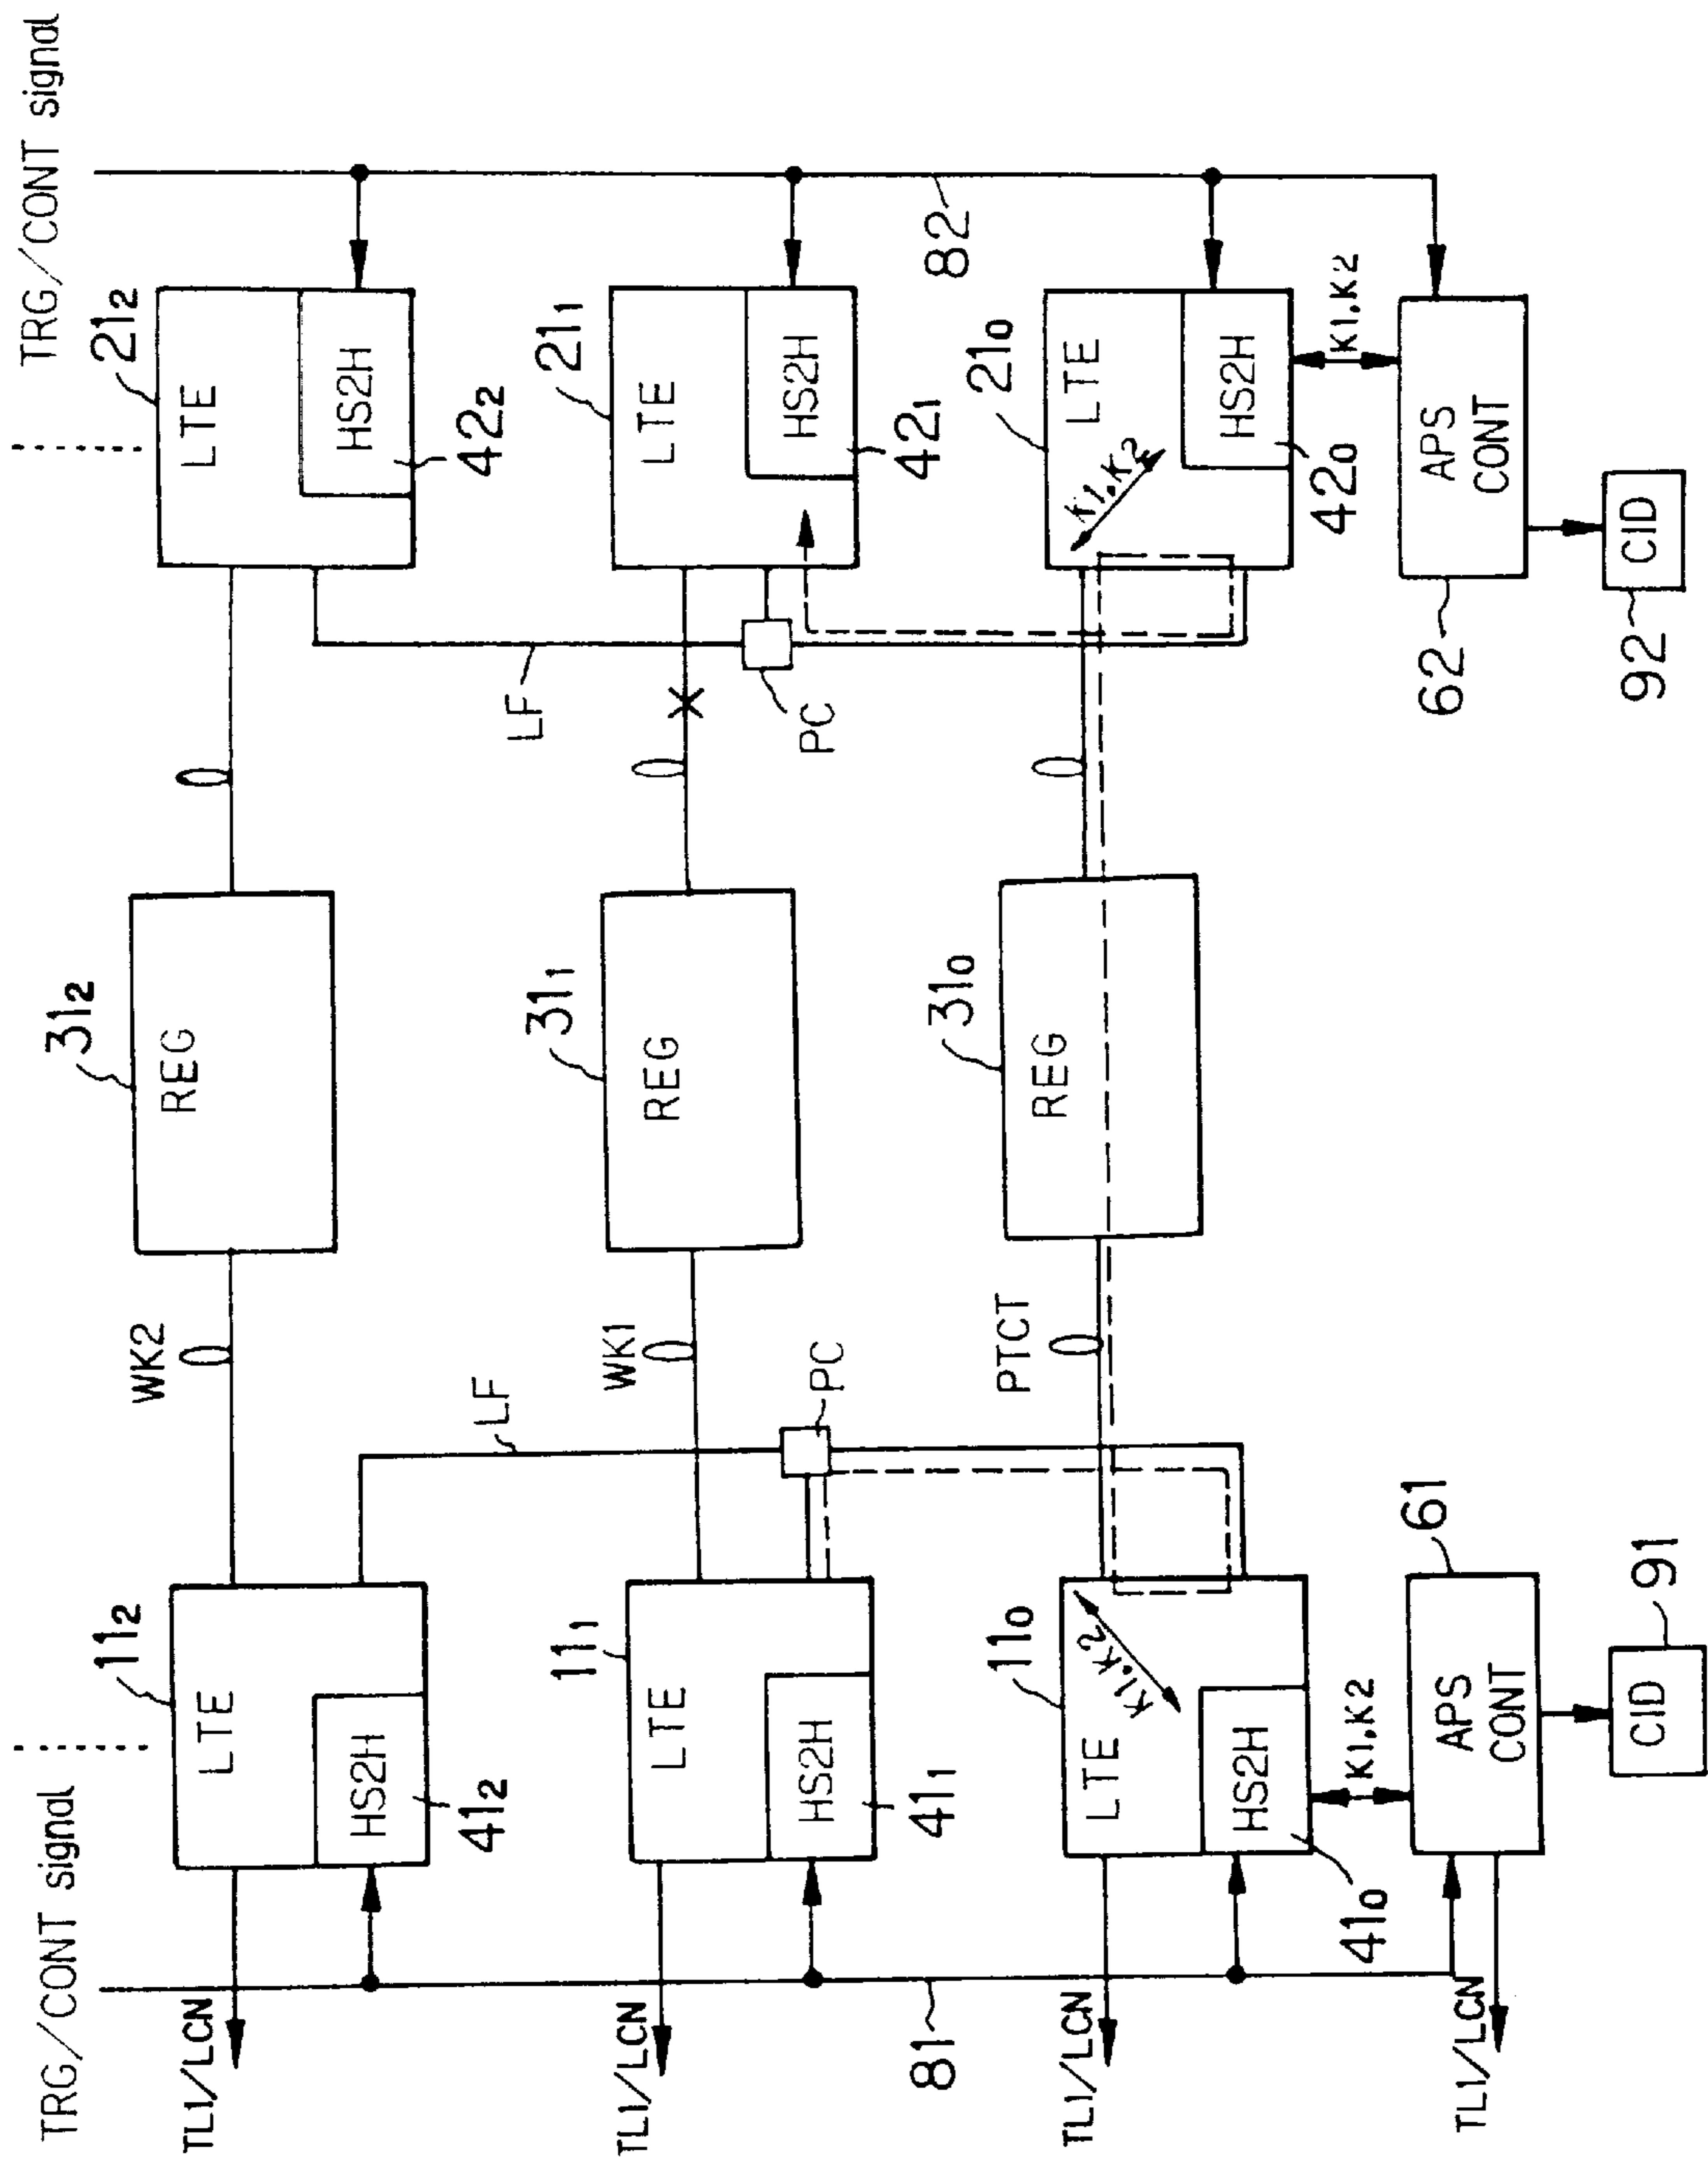 TRG/CONT signal
TRG/CONT signal
TL1/LCN
LTE
11₂
HS2H
41₂
WK2
REG
31₂
LTE
21₂
HS2H
42₂
LF
LF
TL1/LCN
LTE
11₁
HS2H
41₁
WK1
PC
REG
31₁
PC
LTE
21₁
HS2H
42₁
81
82
TL1/LCN
LTE
11₀
K1.K2
HS2H
41₀
PTCT
REG
31₀
LTE
21₀
K1.K2
HS2H
42₀
K1.K2
K1.K2
TL1/LCN
APS
CONT
61
APS
CONT
62
CID
91
CID
92